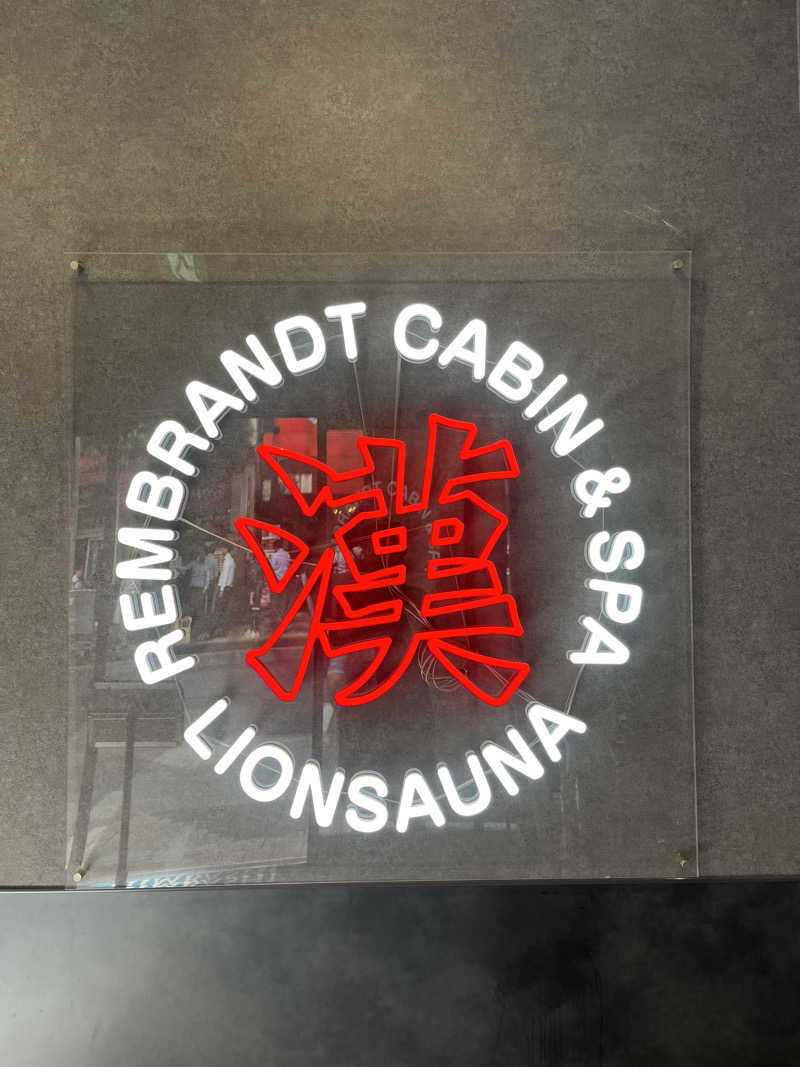 REMBRANDT CABIN & SPA
漢
LIONSAUNA